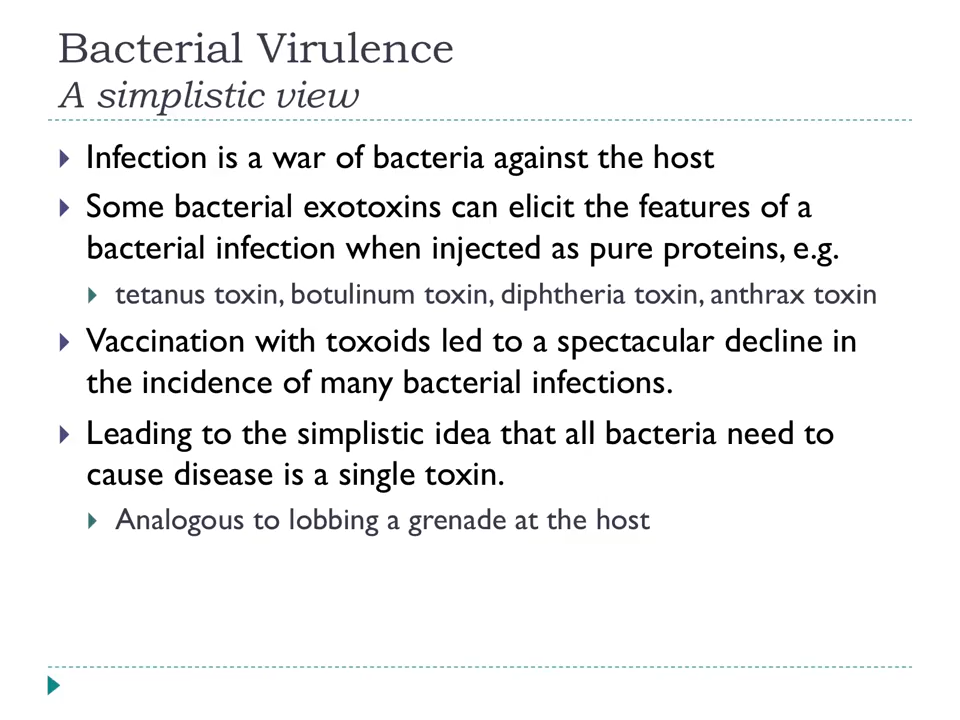 Bacterial Virulence
A simplistic view
Infection is a war of bacteria against the host
Some bacterial exotoxins can elicit the features of a
bacterial infection when injected as pure proteins, e.g.
tetanus toxin, botulinum toxin, diphtheria toxin, anthrax toxin
Vaccination with toxoids led to a spectacular decline in
the incidence of many bacterial infections.
Leading to the simplistic idea that all bacteria need to
cause disease is a single toxin.
Analogous to lobbing a grenade at the host